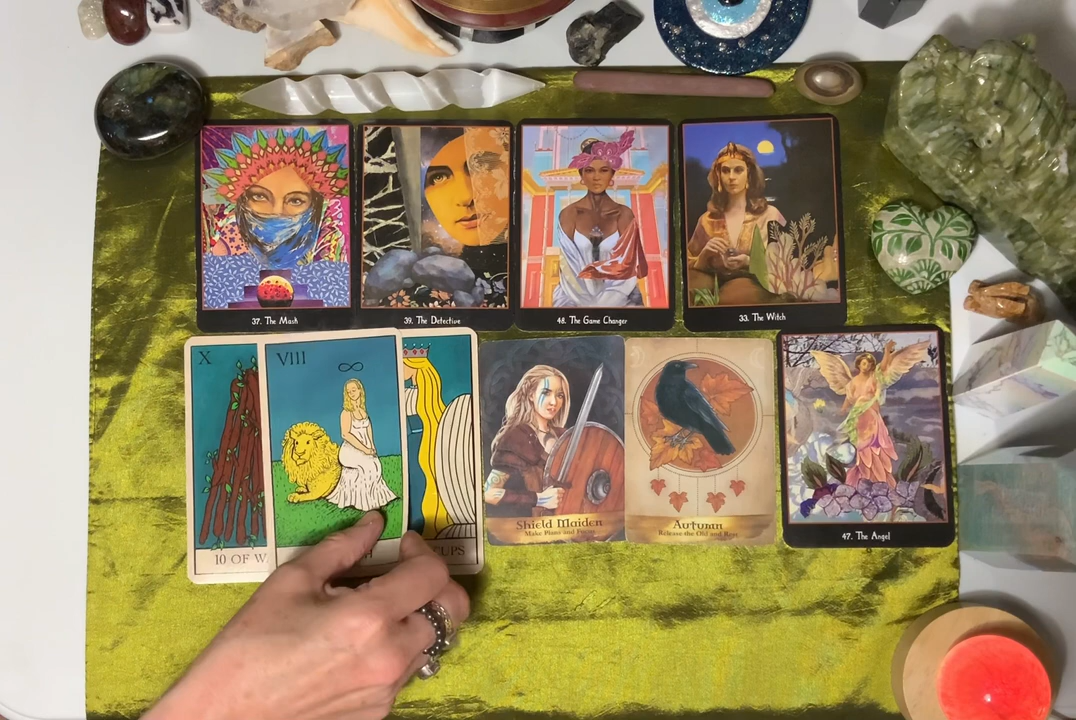 37. The Mask
39. The Detective
48. The Game Changer
33. The Witch
X
VIII
10 OF
CUPS
Shield Maiden
Make Plans and Focus
Autumn
Release the Old and Rest
47. The Angel